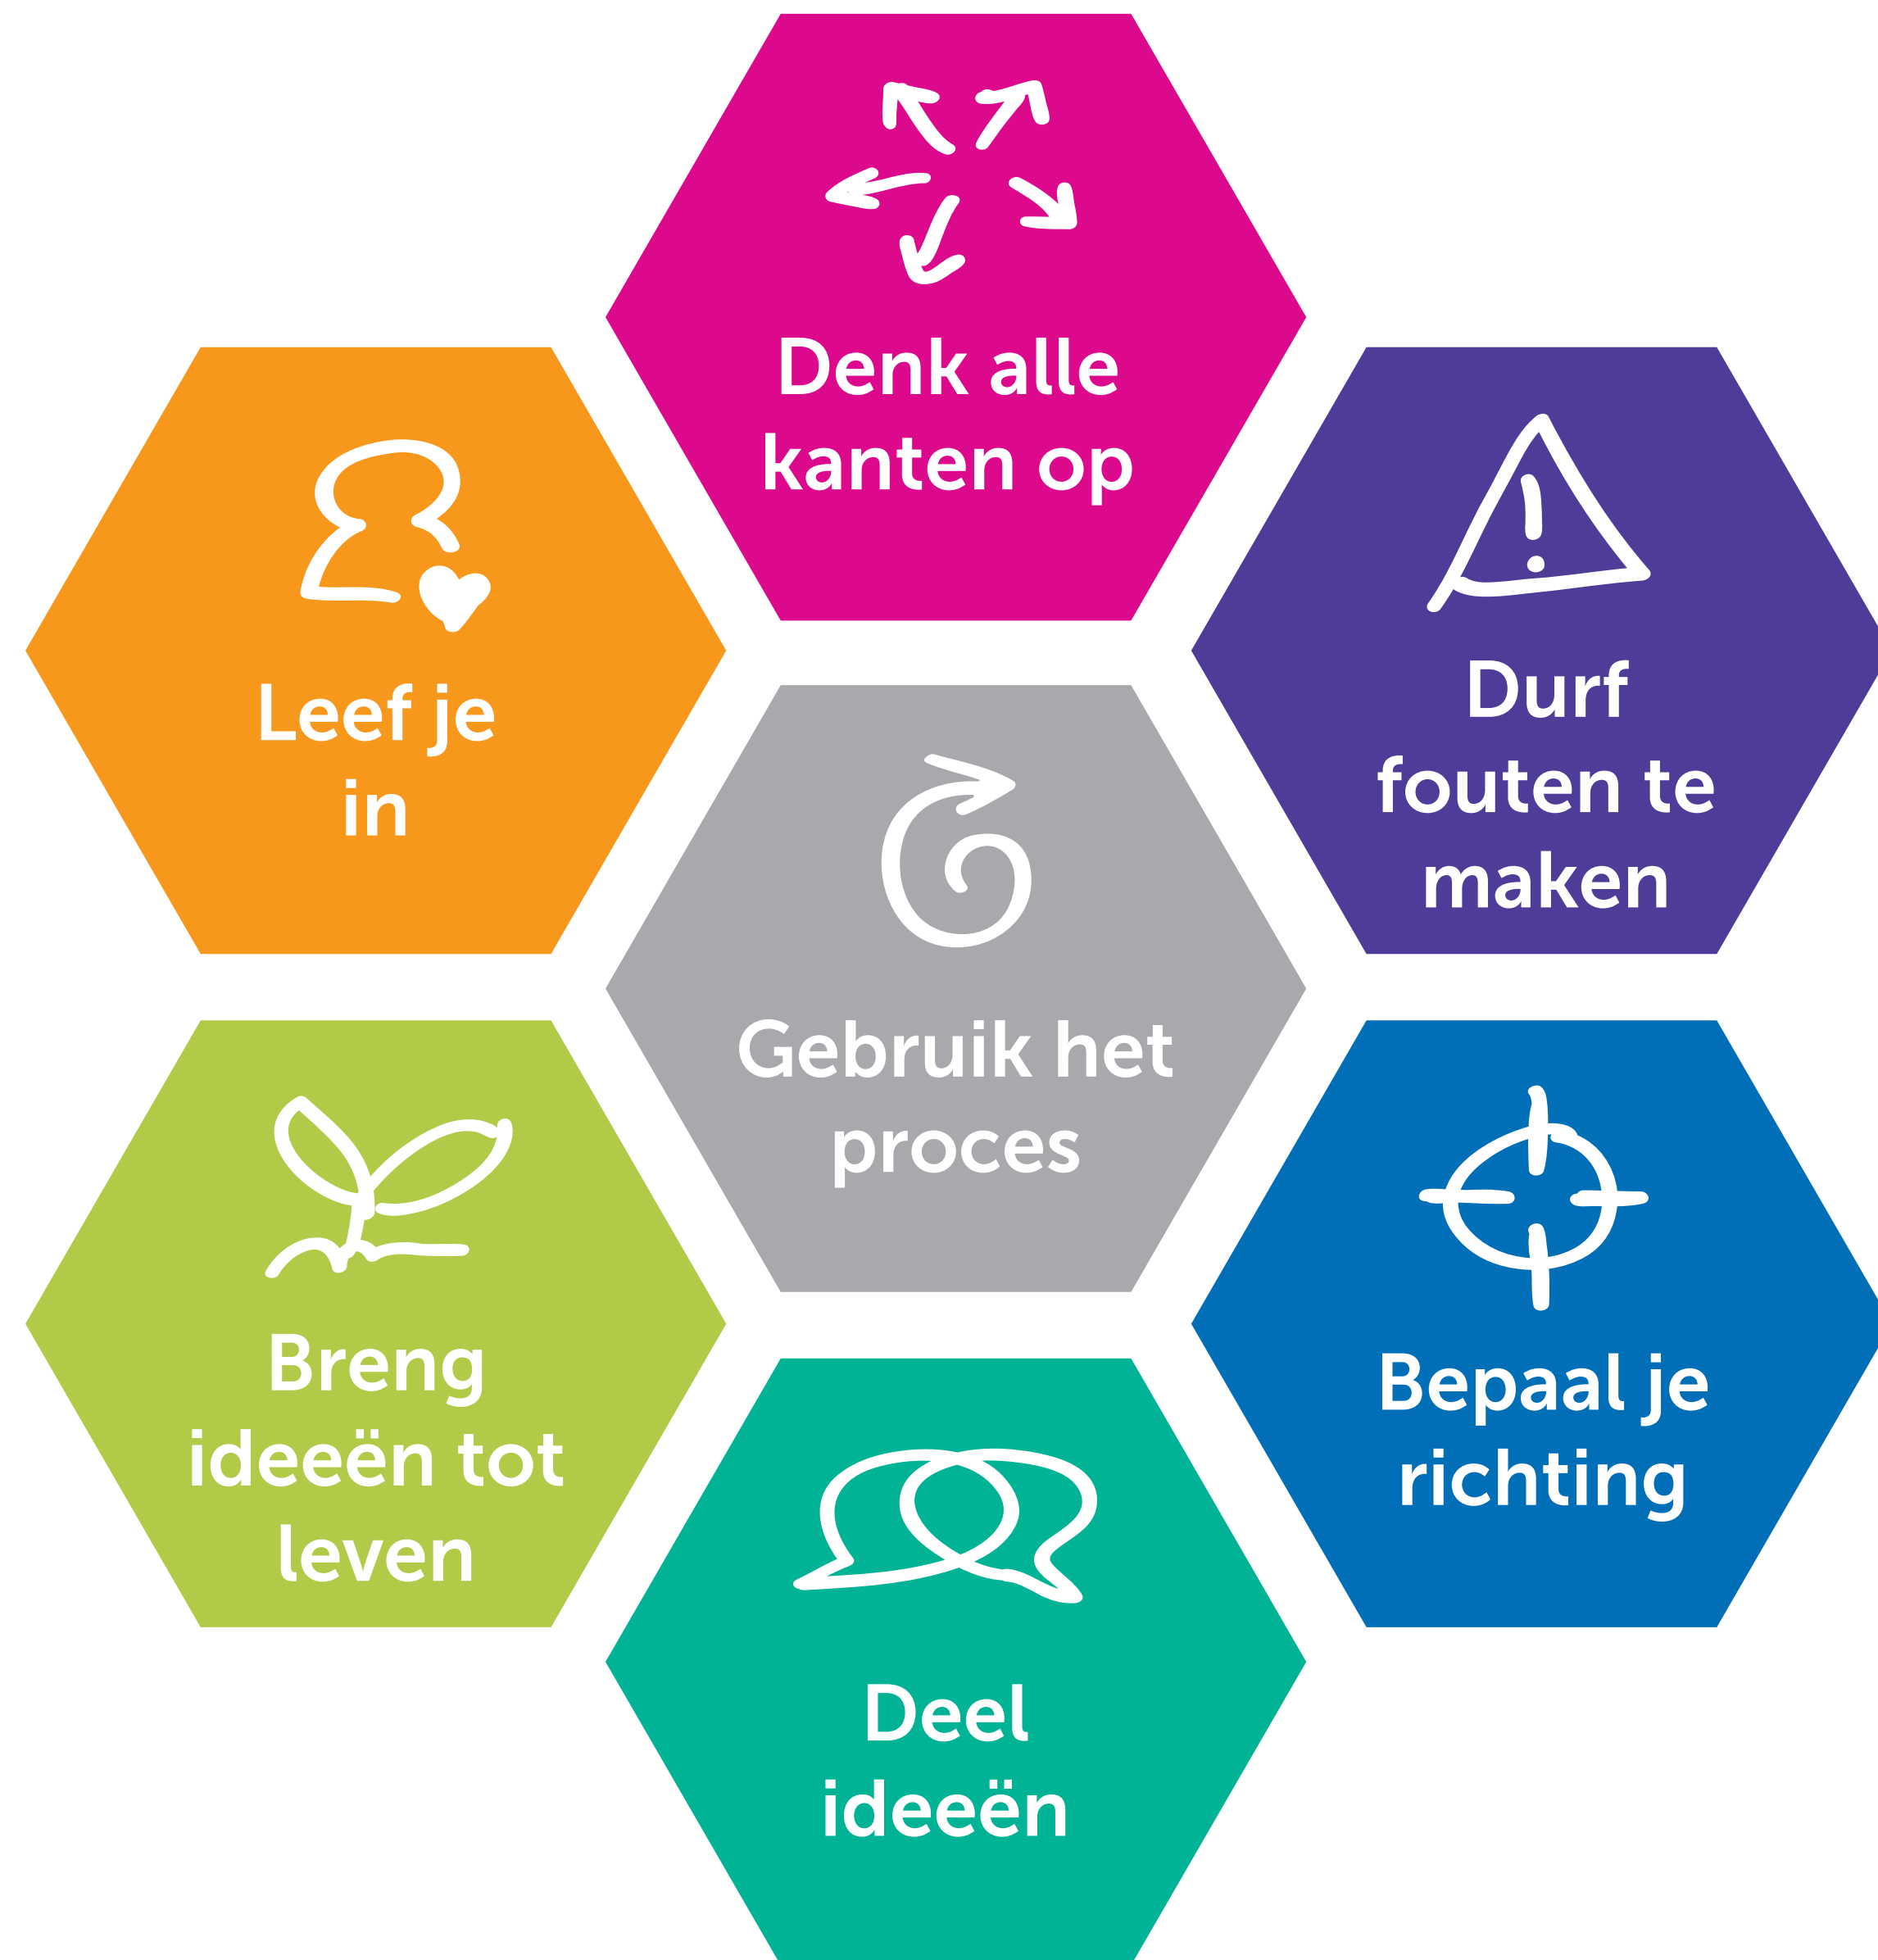 Denk alle
kanten op
Leef je
in
Durf
fouten te
maken
Gebruik het
proces
Breng
ideeën tot
leven
Bepaal je
richting
Deel
ideeën